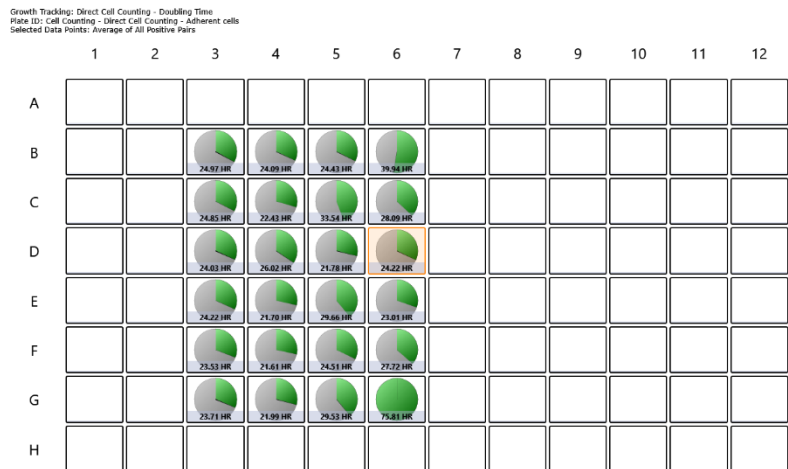 Growth Tracking: Direct Cell Counting - Doubling Time
Plate ID: Cell Counting - Direct Cell Counting - Adherent cells
Selected Data Points: Average of All Positive Pairs
1 2 3 4 5 6 7 8 9 10 11 12
A
B 24.97 HR 24.09 HR 24.43 HR 39.94 HR
C 24.85 HR 22.43 HR 33.54 HR 28.09 HR
D 24.03 HR 26.02 HR 21.78 HR 24.22 HR
E 24.22 HR 21.70 HR 29.66 HR 23.01 HR
F 23.53 HR 21.61 HR 24.51 HR 27.72 HR
G 23.71 HR 21.99 HR 29.53 HR 75.81 HR
H